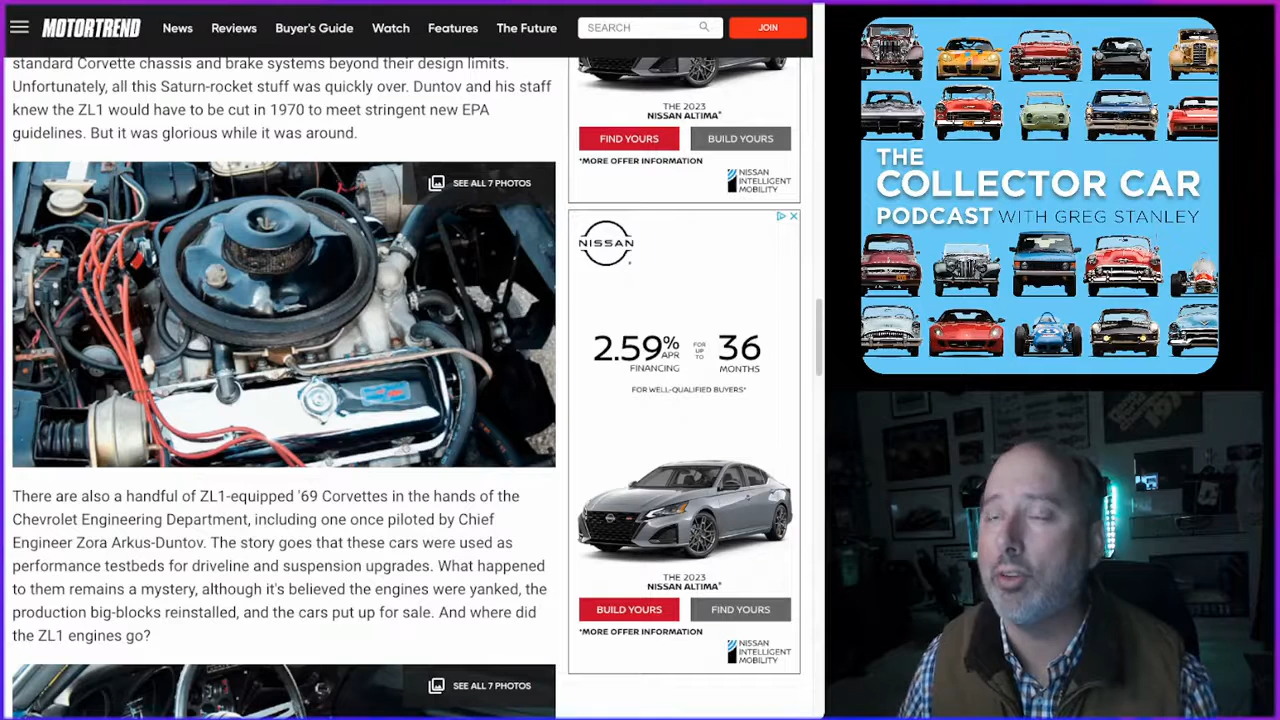 MOTORTREND
News
Reviews
Buyer's Guide
Watch
Features
The Future
SEARCH
JOIN
standard Corvette chassis and brake systems beyond their design limits.
Unfortunately, all this Saturn-rocket stuff was quickly over. Duntov and his staff
knew the ZL1 would have to be cut in 1970 to meet stringent new EPA
guidelines. But it was glorious while it was around.
SEE ALL 7 PHOTOS
There are also a handful of ZL1-equipped '69 Corvettes in the hands of the
Chevrolet Engineering Department, including one once piloted by Chief
Engineer Zora Arkus-Duntov. The story goes that these cars were used as
performance testbeds for driveline and suspension upgrades. What happened
to them remains a mystery, although it's believed the engines were yanked, the
production big-blocks reinstalled, and the cars put up for sale. And where did
the ZL1 engines go?
SEE ALL 7 PHOTOS
THE 2023
NISSAN ALTIMA®
FIND YOURS
BUILD YOURS
*MORE OFFER INFORMATION
NISSAN
INTELLIGENT
MOBILITY
NISSAN
2.59% APR
FINANCING
FOR
UP
TO
36
MONTHS
FOR WELL-QUALIFIED BUYERS*
THE 2023
NISSAN ALTIMA®
BUILD YOURS
FIND YOURS
*MORE OFFER INFORMATION
NISSAN
INTELLIGENT
MOBILITY
THE
COLLECTOR CAR
PODCAST WITH GREG STANLEY